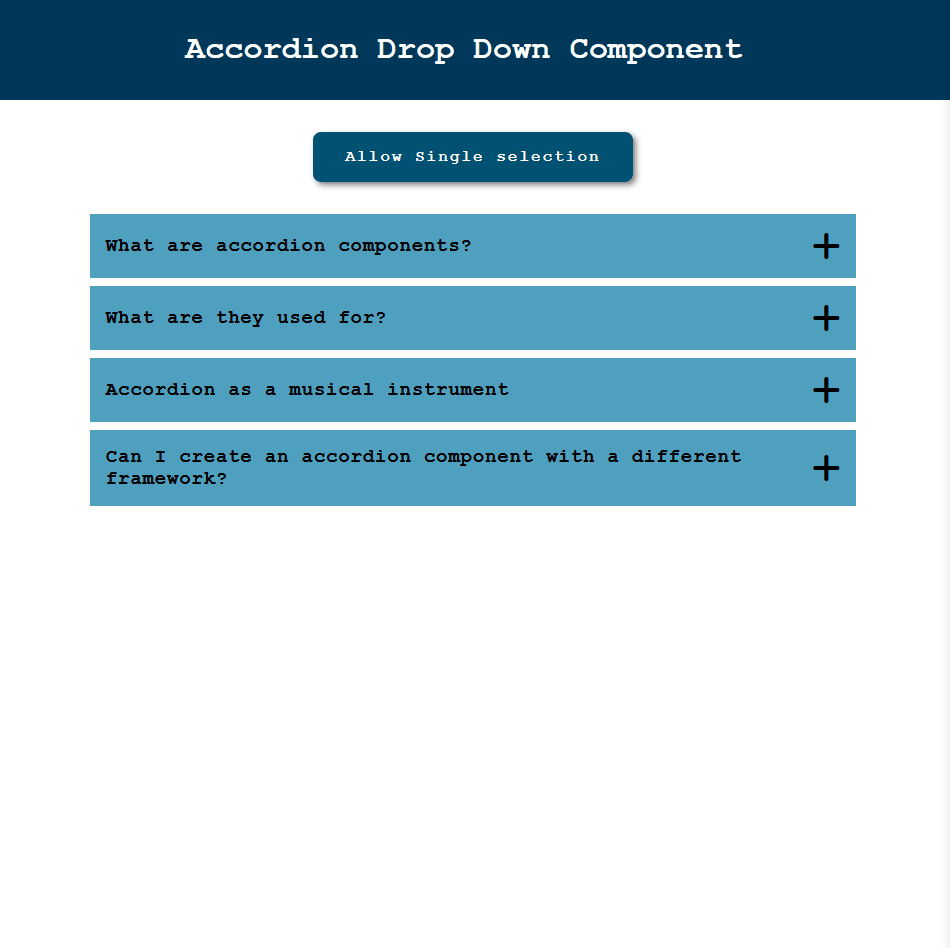 Accordion Drop Down Component
Allow Single selection
What are accordion components?
What are they used for?
Accordion as a musical instrument
Can I create an accordion component with a different
framework?